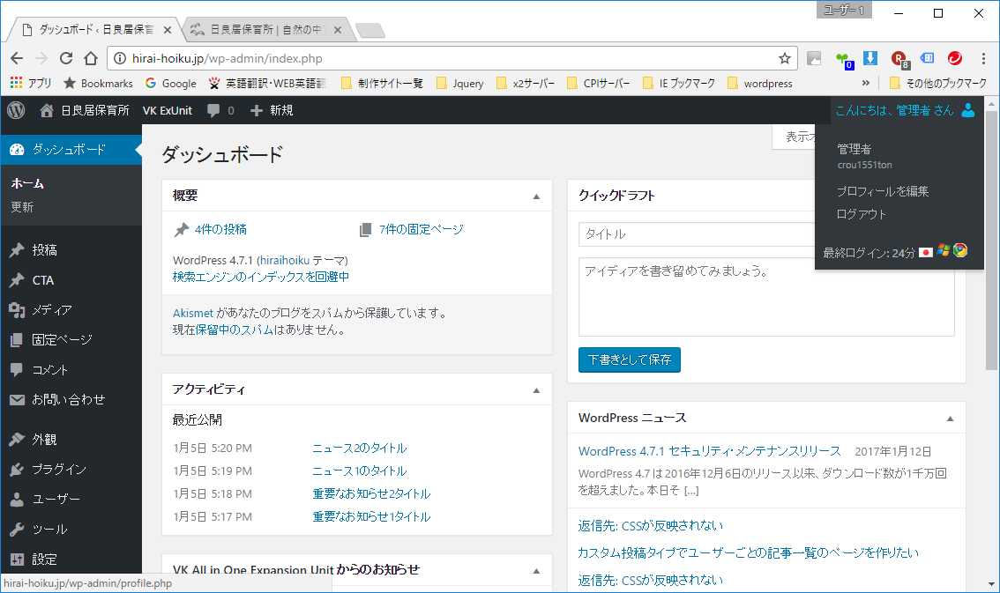 ユーザー 1
ダッシュボード ‹ 日良居保育
日良居保育所 | 自然の中
hirai-hoiku.jp/wp-admin/index.php
アプリ Bookmarks Google 英語翻訳・WEB英語翻 制作サイト一覧 Jquery x2サーバー CPIサーバー IE ブックマーク wordpress » その他のブックマーク
0
8
日良居保育所 VK ExUnit 0 新規 こんにちは、管理者 さん
ダッシュボード
ホーム
更新
投稿
CTA
メディア
固定ページ
コメント
お問い合わせ
外観
プラグイン
ユーザー
ツール
設定
ダッシュボード
表示オ
管理者
crou1551ton
プロフィールを編集
ログアウト
最終ログイン: 24分
概要
4件の投稿 7件の固定ページ
WordPress 4.7.1 (hiraihoiku テーマ)
検索エンジンのインデックスを回避中
Akismet があなたのブログをスパムから保護しています。
現在保留中のスパムはありません。
アクティビティ
最近公開
1月5日 5:20 PM ニュース2のタイトル
1月5日 5:19 PM ニュース1のタイトル
1月5日 5:18 PM 重要なお知らせ2タイトル
1月5日 5:17 PM 重要なお知らせ1タイトル
VK All in One Expansion Unit からのお知らせ
クイックドラフト
タイトル
アイディアを書き留めてみましょう。
下書きとして保存
WordPress ニュース
WordPress 4.7.1 セキュリティ・メンテナンスリリース 2017年1月12日
WordPress 4.7 は2016年12月6日のリリース以来、ダウンロード数が1千万回
を超えました。本日そ [...]
返信先: CSSが反映されない
カスタム投稿タイプでユーザーごとの記事一覧のページを作りたい
返信先: CSSが反映されない
hirai-hoiku.jp/wp-admin/profile.php